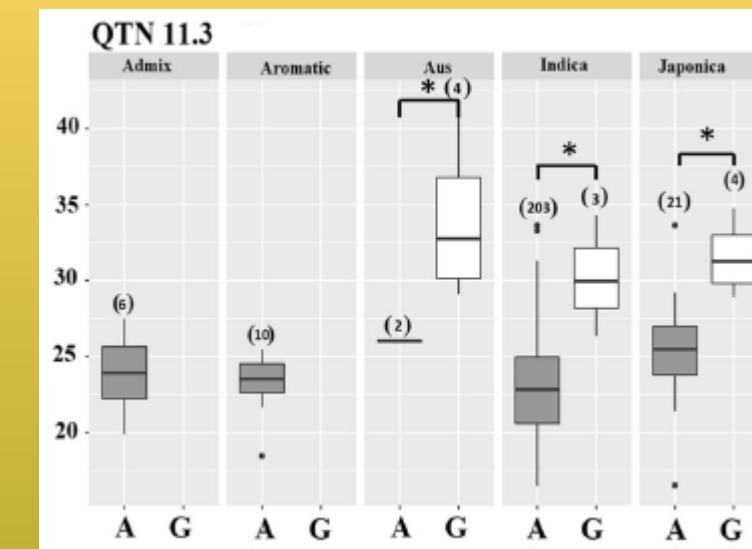 QTN 11.3
Admix Aromatic Aus Indica Japonica
* (4)
40
* *
35 (203) (3) (21) (4)
30
(6) (10) (2)
25
20
A G A G A G A G A G